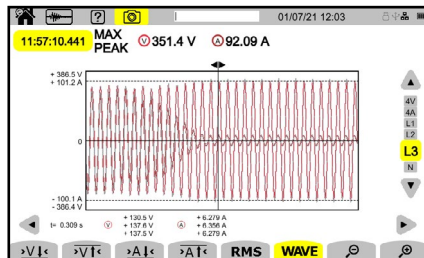 ? 01/07/21 12:03
11:57:10.441 MAX PEAK V 351.4 V A 92.09 A
+ 386.5 V
+ 101.2 A
0
- 100.1 A
- 386.4 V
4V
4A
L1
L2
L3
N
t= 0.309 s V + 130.5 V A + 6.279 A
+ 137.6 V + 6.356 A
+ 137.5 V + 6.279 A
>V↓< >V↑< >A↓< >A↑< RMS WAVE